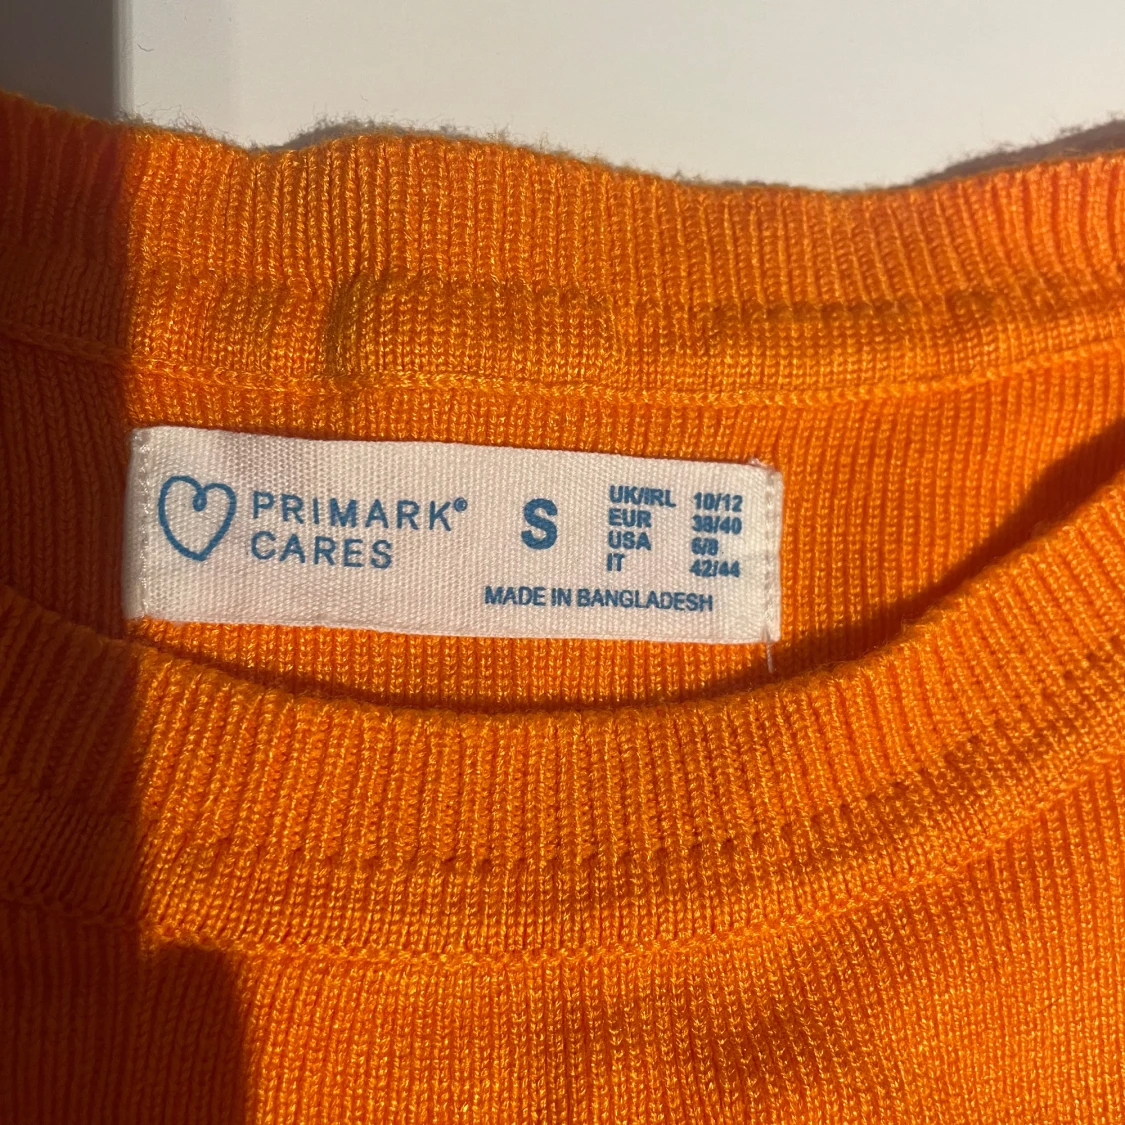 PRIMARK®
CARES
S
UK/IRL 10/12
EUR 38/40
USA 6/8
IT 42/44
MADE IN BANGLADESH